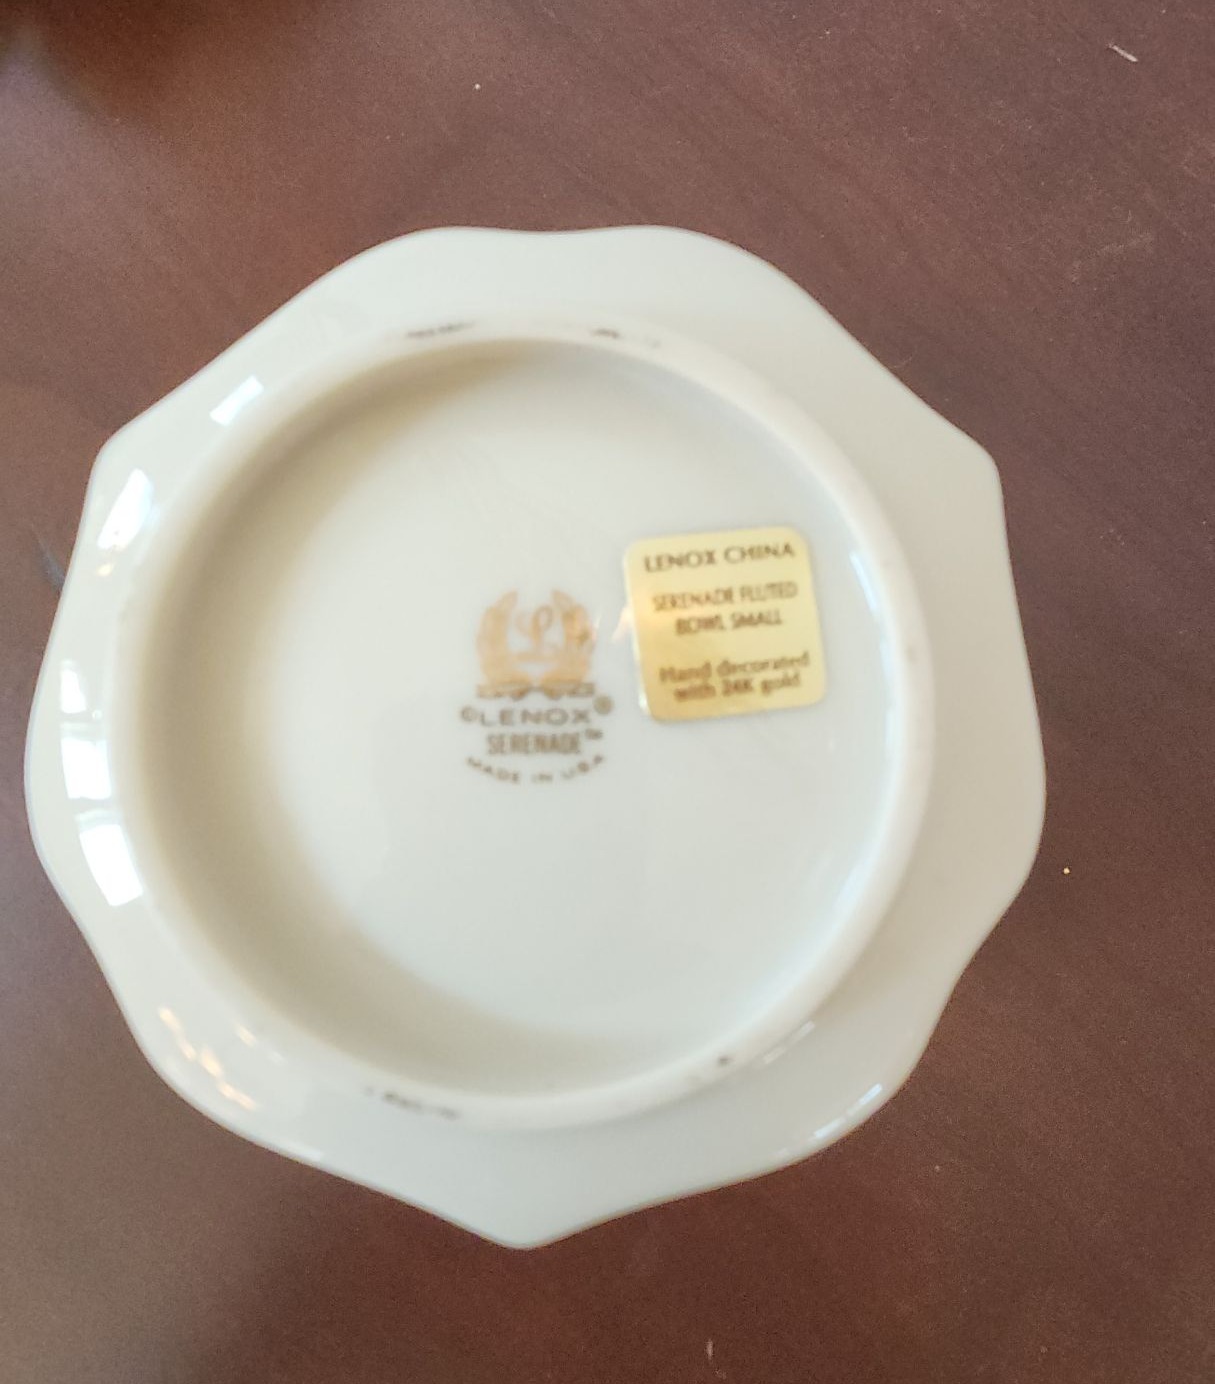 L
©LENOX®
SERENADE™
MADE IN USA
LENOX CHINA
SERENADE FLUTED
BOWL SMALL
Hand decorated
with 24K gold